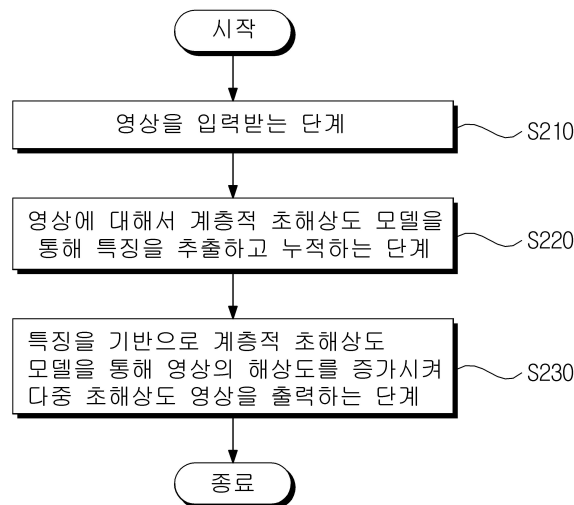 시작
영상을 입력받는 단계
S210
영상에 대해서 계층적 초해상도 모델을
통해 특징을 추출하고 누적하는 단계
S220
특징을 기반으로 계층적 초해상도
모델을 통해 영상의 해상도를 증가시켜
다중 초해상도 영상을 출력하는 단계
S230
종료